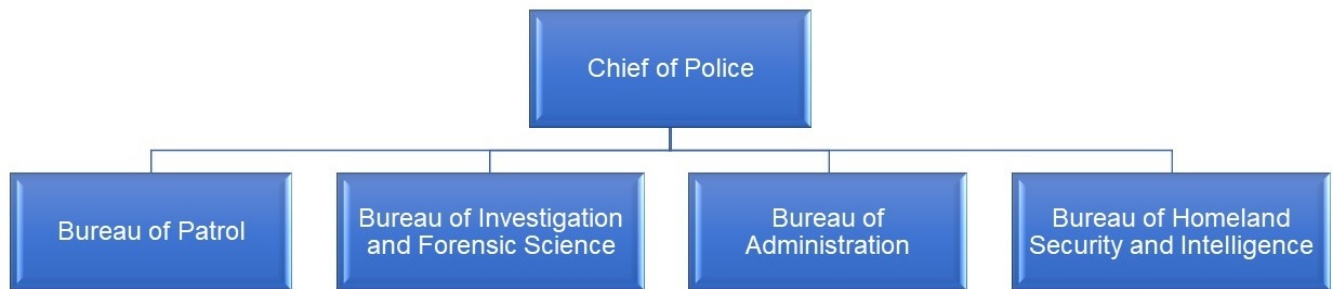 Chief of Police
Bureau of Patrol
Bureau of Investigation
and Forensic Science
Bureau of
Administration
Bureau of Homeland
Security and Intelligence